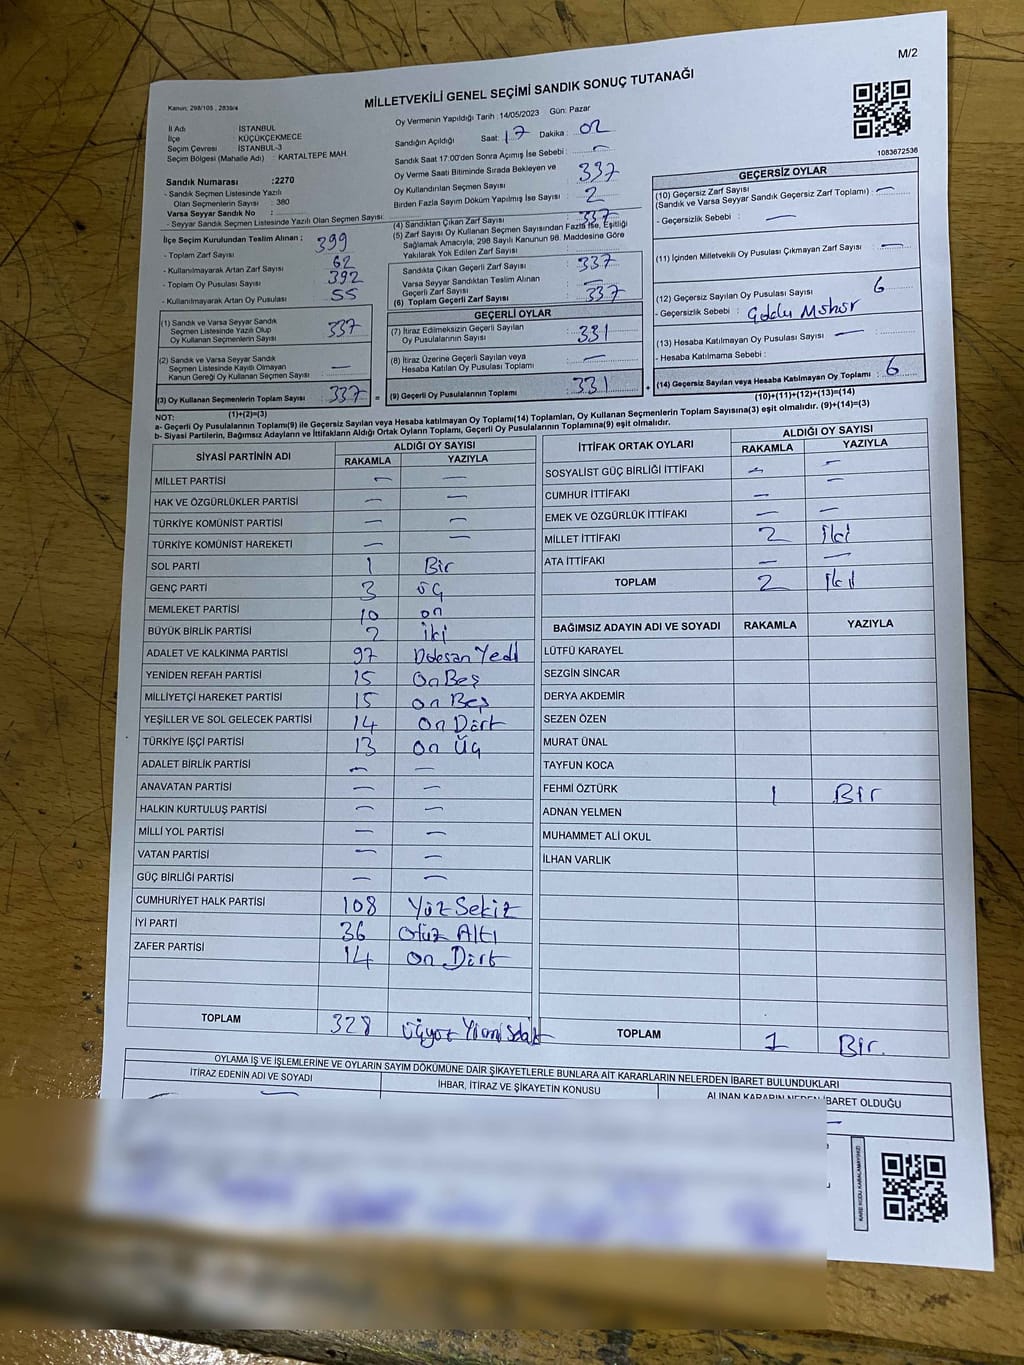 M/2
MİLLETVEKİLİ GENEL SEÇİMİ SANDIK SONUÇ TUTANAĞI
Kanun: 298/105 , 2839/4
İl Adı İSTANBUL
İlçe KÜÇÜKÇEKMECE
Seçim Çevresi İSTANBUL-3
Seçim Bölgesi (Mahalle Adı) : KARTALTEPE MAH.
Sandık Numarası :2270
- Sandık Seçmen Listesinde Yazılı
Olan Seçmenlerin Sayısı : 380
Varsa Seyyar Sandık No :
- Seyyar Sandık Seçmen Listesinde Yazılı Olan Seçmen Sayısı:
İlçe Seçim Kurulundan Teslim Alınan ;
- Toplam Zarf Sayısı 399
- Kullanılmayarak Artan Zarf Sayısı 62
- Toplam Oy Pusulası Sayısı 392
- Kullanılmayarak Artan Oy Pusulası 55
(1) Sandık ve Varsa Seyyar Sandık
Seçmen Listesinde Yazılı Olup
Oy Kullanan Seçmen Sayısı 337
(2) Sandık ve Varsa Seyyar Sandık
Seçmen Listesinde Kayıtlı Olmayan
Kanun Gereği Oy Kullanan Seçmen Sayısı —
(3) Oy Kullanan Seçmenlerin Toplam Sayısı 337 =
(1)+(2)=(3)
Oy Vermenin Yapıldığı Tarih :14/05/2023 Gün: Pazar
Sandığın Açıldığı Saat: 17 Dakika : 02
Sandık Saat 17:00'den Sonra Açılmış İse Sebebi : —
Oy Verme Saati Bitiminde Sırada Bekleyen ve
Oy Kullandırılan Seçmen Sayısı 337
Birden Fazla Sayım Döküm Yapılmış İse Sayısı : 2
(4) Sandıktan Çıkan Zarf Sayısı : 337
(5) Zarf Sayısı Oy Kullanan Seçmen Sayısından Fazla İse, Eşitliği
Sağlamak Amacıyla, 298 Sayılı Kanunun 98. Maddesine Göre
Yakılarak Yok Edilen Zarf Sayısı :
Sandıkta Çıkan Geçerli Zarf Sayısı : 337
Varsa Seyyar Sandıktan Teslim Alınan
Geçerli Zarf Sayısı : —
(6) Toplam Geçerli Zarf Sayısı : 337
GEÇERLİ OYLAR
(7) İtiraz Edilmeksizin Geçerli Sayılan
Oy Pusulalarının Sayısı: 331
(8) İtiraz Üzerine Geçerli Sayılan veya
Hesaba Katılan Oy Pusulası Toplamı : —
(9) Geçerli Oy Pusulalarının Toplamı : 331 +
1083672536
GEÇERSİZ OYLAR
(10) Geçersiz Zarf Sayısı
(Sandık ve Varsa Seyyar Sandık Geçersiz Zarf Toplamı) : —
- Geçersizlik Sebebi : —
(11) İçinden Milletvekili Oy Pusulası Çıkmayan Zarf Sayısı : —
(12) Geçersiz Sayılan Oy Pusulası Sayısı : 6
- Geçersizlik Sebebi :
(13) Hesaba Katılmayan Oy Pusulası Sayısı : —
- Hesaba Katılmama Sebebi :
(14) Geçersiz Sayılan veya Hesaba Katılmayan Oy Toplamı : 6
(10)+(11)+(12)+(13)=(14)
NOT:
a- Geçerli Oy Pusulalarının Toplamı(9) ile Geçersiz Sayılan veya Hesaba Katılmayan Oy Toplamı(14) Toplamları, Oy Kullanan Seçmenlerin Toplam Sayısına(3) eşit olmalıdır. (9)+(14)=(3)
b- Siyasi Partilerin, Bağımsız Adayların ve İttifakların Aldığı Ortak Oyların Toplamı, Geçerli Oy Pusulalarının Toplamına(9) eşit olmalıdır.
SİYASİ PARTİNİN ADI ALDIĞI OY SAYISI
RAKAMLA YAZIYLA
MİLLET PARTİSİ — —
HAK VE ÖZGÜRLÜKLER PARTİSİ — —
TÜRKİYE KOMÜNİST PARTİSİ — —
TÜRKİYE KOMÜNİST HAREKETİ — —
SOL PARTİ 1 Bir
GENÇ PARTİ 3 üç
MEMLEKET PARTİSİ 10 on
BÜYÜK BİRLİK PARTİSİ 2 iki
ADALET VE KALKINMA PARTİSİ 97 Doksan Yedi
YENİDEN REFAH PARTİSİ 15 On Beş
MİLLİYETÇİ HAREKET PARTİSİ 15 on Beş
YEŞİLLER VE SOL GELECEK PARTİSİ 14 On Dört
TÜRKİYE İŞÇİ PARTİSİ 13 on Üç
ADALET BİRLİK PARTİSİ — —
ANAVATAN PARTİSİ — —
HALKIN KURTULUŞ PARTİSİ — —
MİLLİ YOL PARTİSİ — —
VATAN PARTİSİ — —
GÜÇ BİRLİĞİ PARTİSİ — —
CUMHURİYET HALK PARTİSİ 108 Yüz Sekiz
İYİ PARTİ 36 Otuz Altı
ZAFER PARTİSİ 14 on Dört
TOPLAM 328 üçyüz Yirmi Sekiz
İTTİFAK ORTAK OYLARI ALDIĞI OY SAYISI
RAKAMLA YAZIYLA
SOSYALİST GÜÇ BİRLİĞİ İTTİFAKI — —
CUMHUR İTTİFAKI — —
EMEK VE ÖZGÜRLÜK İTTİFAKI — —
MİLLET İTTİFAKI 2 iki
ATA İTTİFAKI — —
TOPLAM 2 iki
BAĞIMSIZ ADAYIN ADI VE SOYADI RAKAMLA YAZIYLA
LÜTFÜ KARAYEL
SEZGİN SİNCAR
DERYA AKDEMİR
SEZEN ÖZEN
MURAT ÜNAL
TAYFUN KOCA
FEHMİ ÖZTÜRK 1 Bir
ADNAN YELMEN
MUHAMMET ALİ OKUL
İLHAN VARLIK
TOPLAM 1 Bir.
OYLAMA İŞ VE İŞLEMLERİNE VE OYLARIN SAYIM DÖKÜMÜNE DAİR ŞİKAYETLERLE BUNLARA AİT KARARLARIN NELERDEN İBARET BULUNDUKLARI
İTİRAZ EDENİN ADI VE SOYADI
İHBAR, İTİRAZ VE ŞİKAYETİN KONUSU
ALINAN KARARIN NEDEN İBARET OLDUĞU
KARE KODU KARALAMAYINIZ!